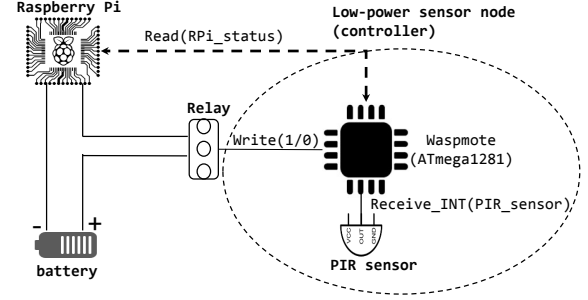 Raspberry Pi
Low-power sensor node
(controller)
Read(RPi_status)
Relay
Write(1/0)
Waspmote
(ATmega1281)
Receive_INT(PIR_sensor)
- +
VCC OUT GND
battery
PIR sensor